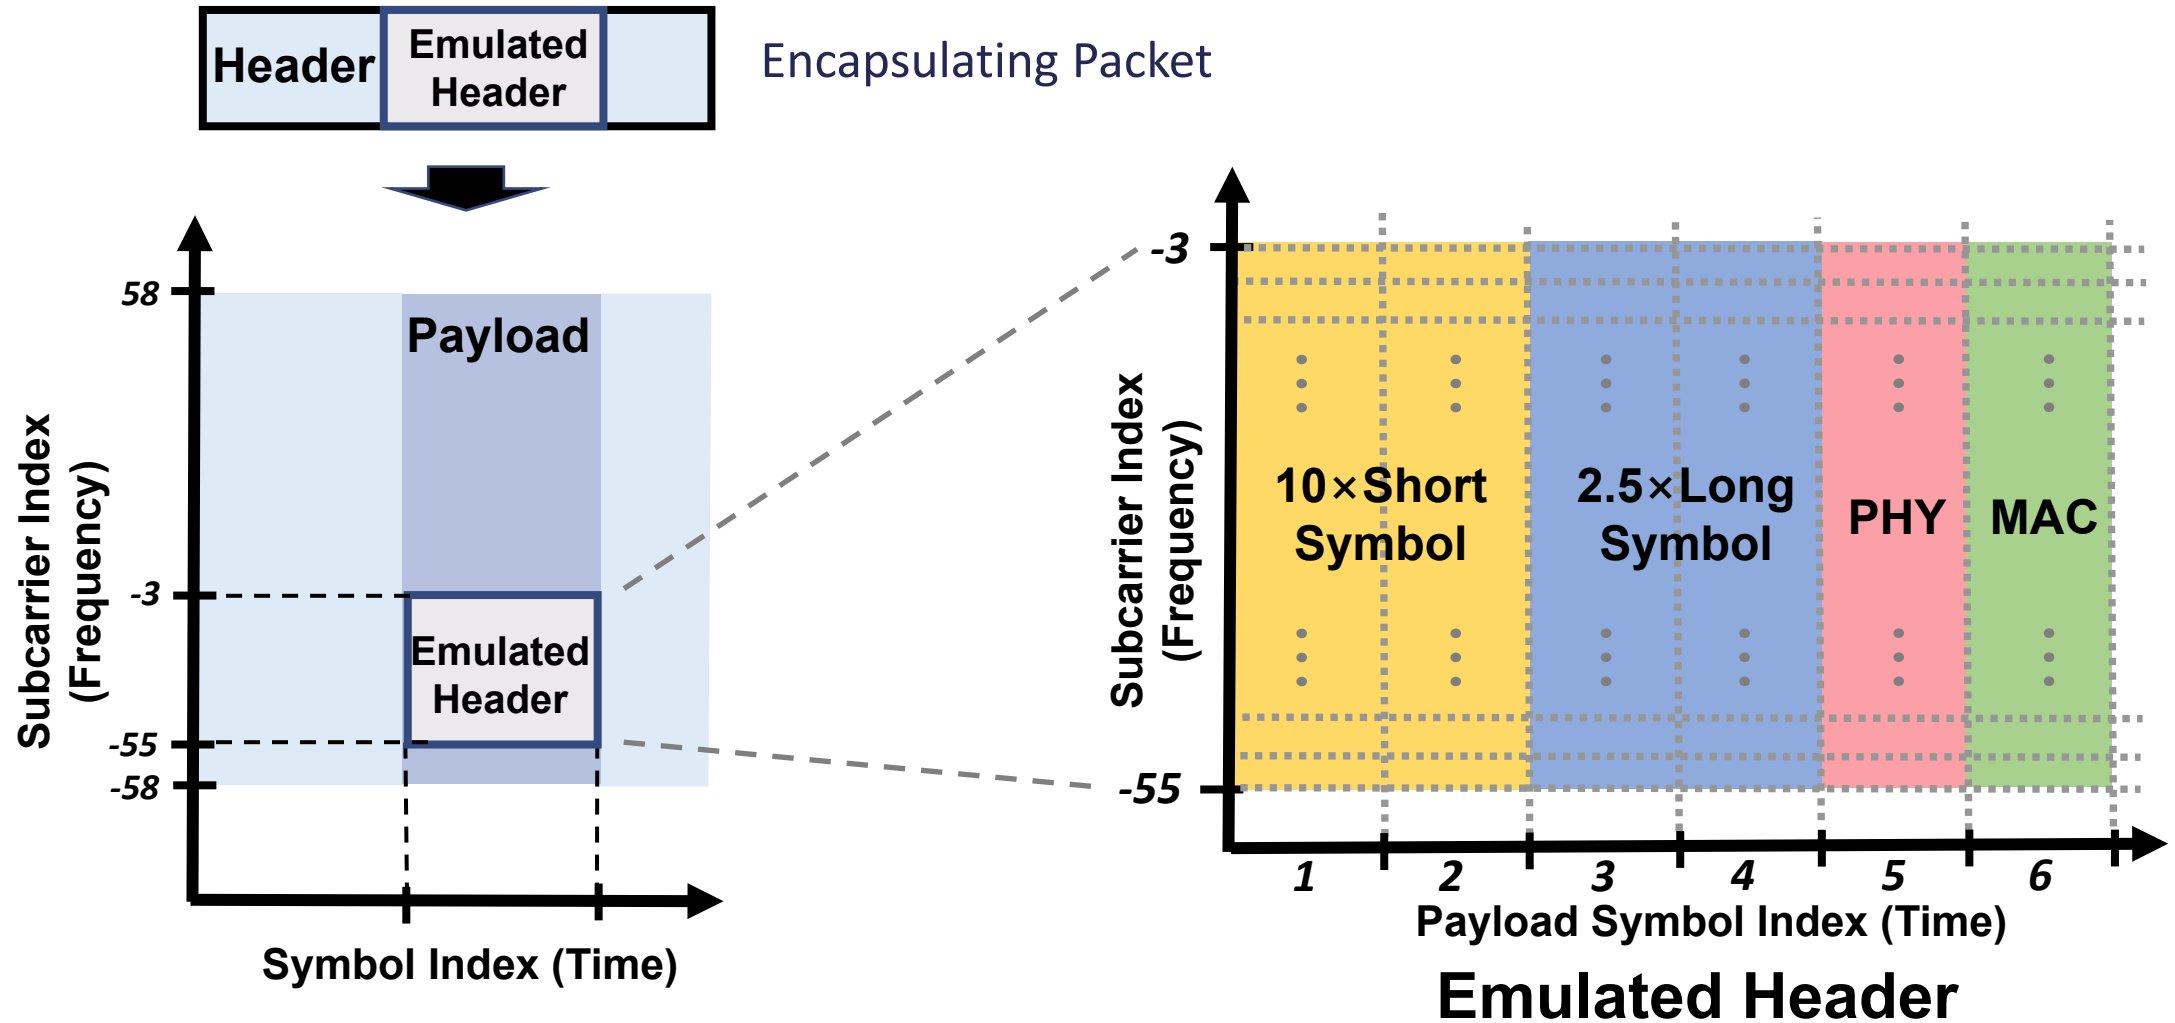 Header
Emulated
Header
Encapsulating Packet
58
Payload
-3
Emulated
Header
-55
-58
Subcarrier Index
(Frequency)
Symbol Index (Time)
-3
10×Short
Symbol
2.5×Long
Symbol
PHY
MAC
-55
Subcarrier Index
(Frequency)
1 2 3 4 5 6
Payload Symbol Index (Time)
Emulated Header